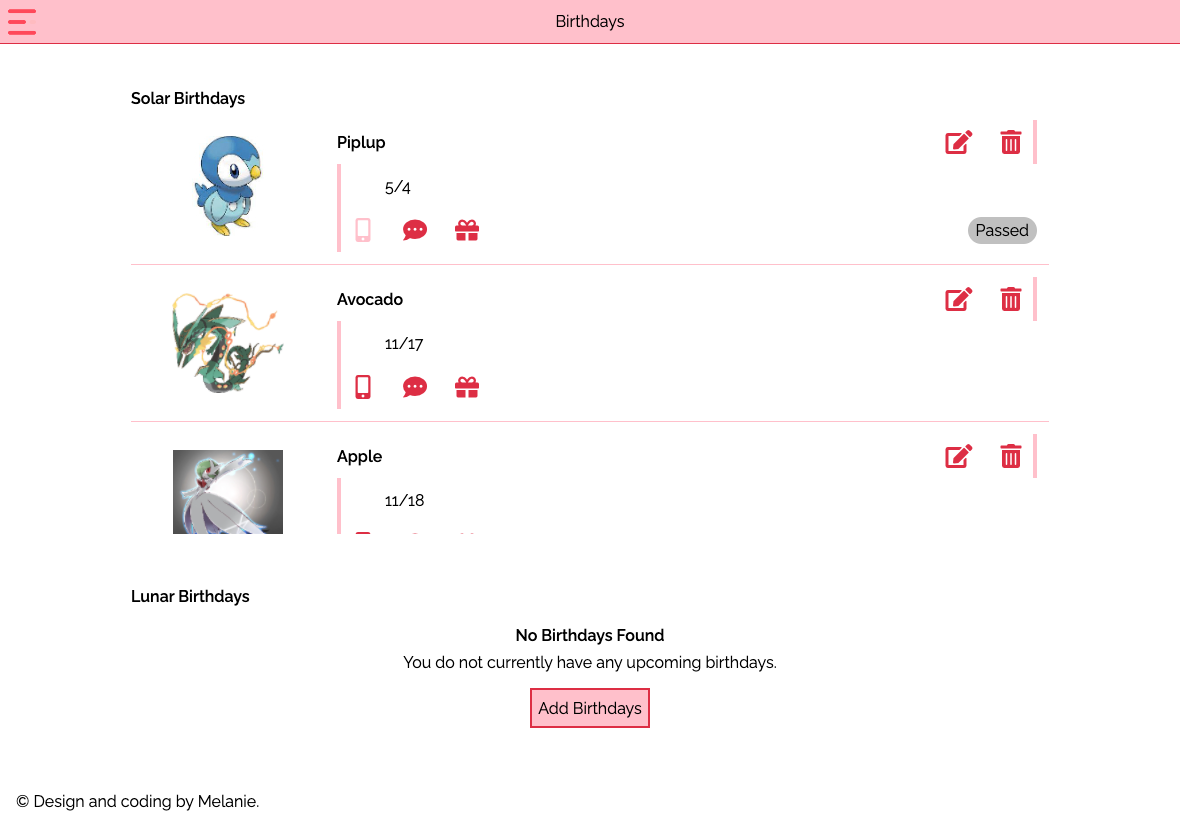 Birthdays
Solar Birthdays
Piplup
5/4
Passed
Avocado
11/17
Apple
11/18
Lunar Birthdays
No Birthdays Found
You do not currently have any upcoming birthdays.
Add Birthdays
© Design and coding by Melanie.